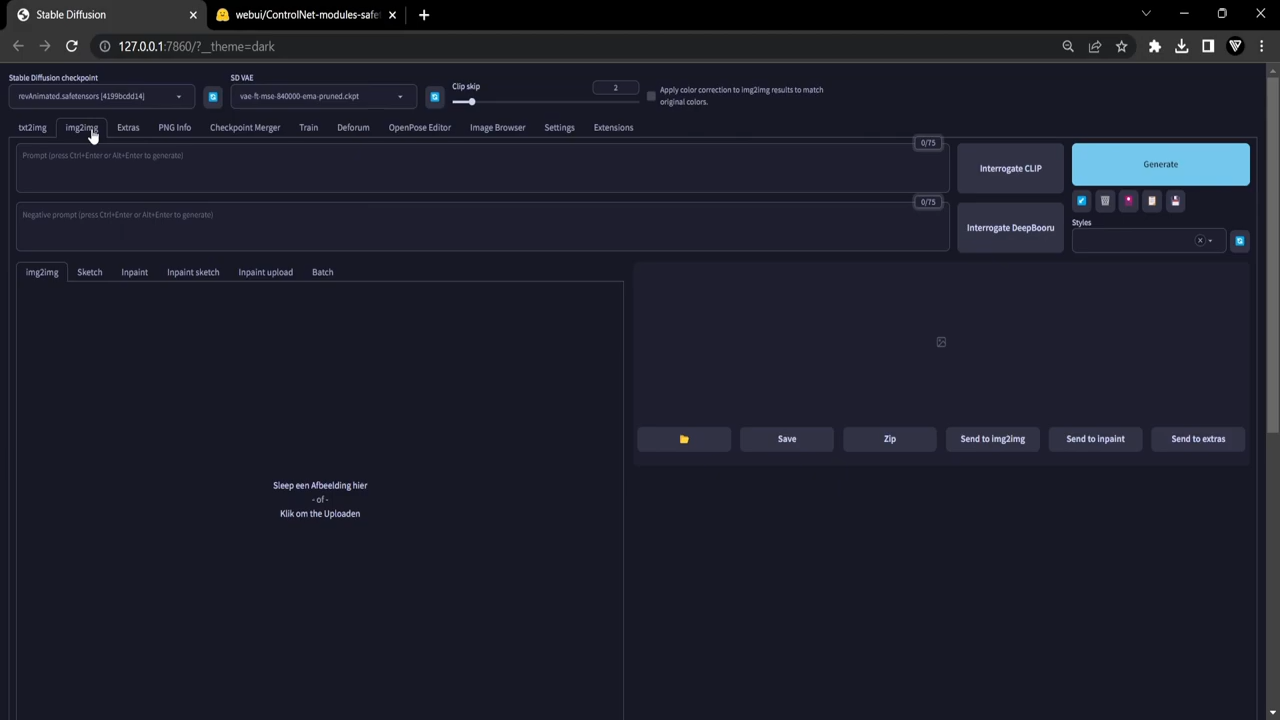 Stable Diffusion
webui/ControlNet-modules-safe
127.0.0.1:7860/?__theme=dark
Stable Diffusion checkpoint
SD VAE
Clip skip
2
Apply color correction to img2img results to match
original colors.
revAnimated.safetensors [4199bcdd14]
vae-ft-mse-840000-ema-pruned.ckpt
txt2img
img2img
Extras
PNG Info
Checkpoint Merger
Train
Deforum
OpenPose Editor
Image Browser
Settings
Extensions
0/75
Prompt (press Ctrl+Enter or Alt+Enter to generate)
Interrogate CLIP
Generate
0/75
Negative prompt (press Ctrl+Enter or Alt+Enter to generate)
Interrogate DeepBooru
Styles
img2img
Sketch
Inpaint
Inpaint sketch
Inpaint upload
Batch
Save
Zip
Send to img2img
Send to inpaint
Send to extras
Sleep een Afbeelding hier
- of -
Klik om the Uploaden